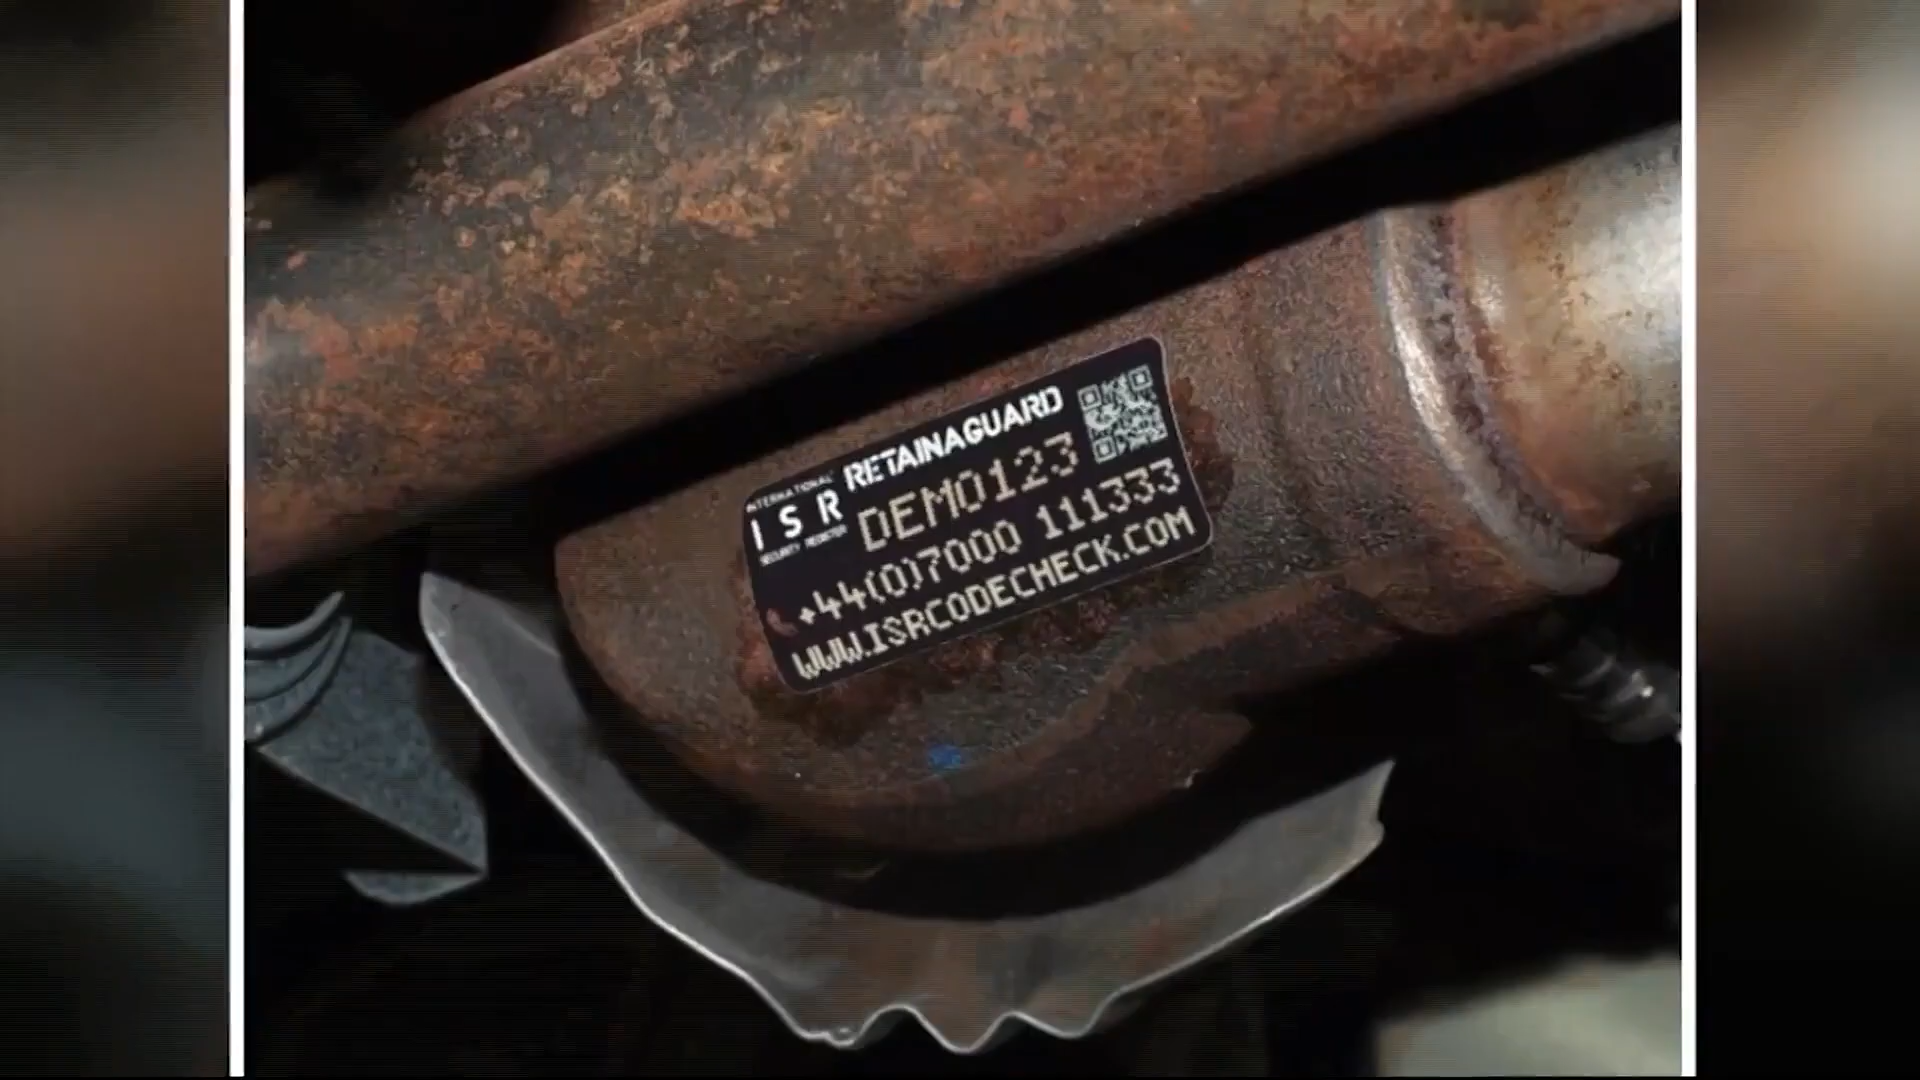 RETAINAGUARD
INTERNATIONAL
ISR
SECURITY REGISTER
DEMO123
+44(0)7000 111333
WWW.ISRCODECHECK.COM